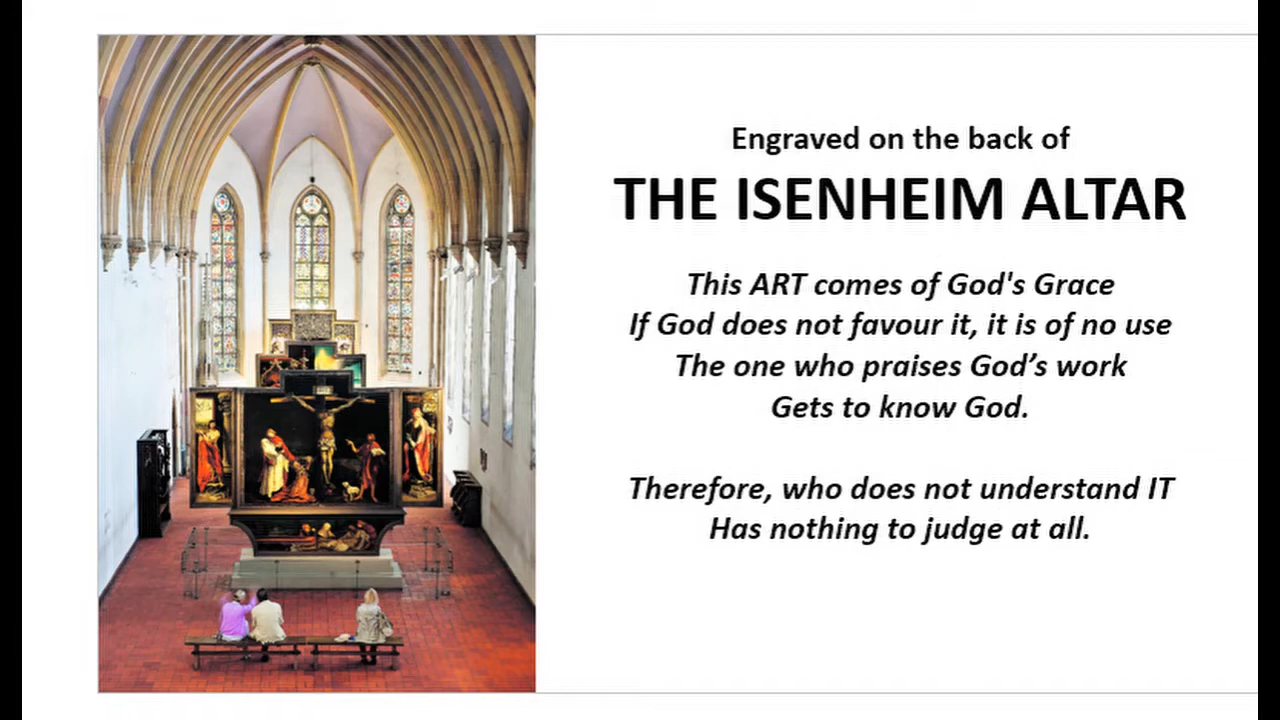 Engraved on the back of
THE ISENHEIM ALTAR
This ART comes of God's Grace
If God does not favour it, it is of no use
The one who praises God’s work
Gets to know God.
Therefore, who does not understand IT
Has nothing to judge at all.